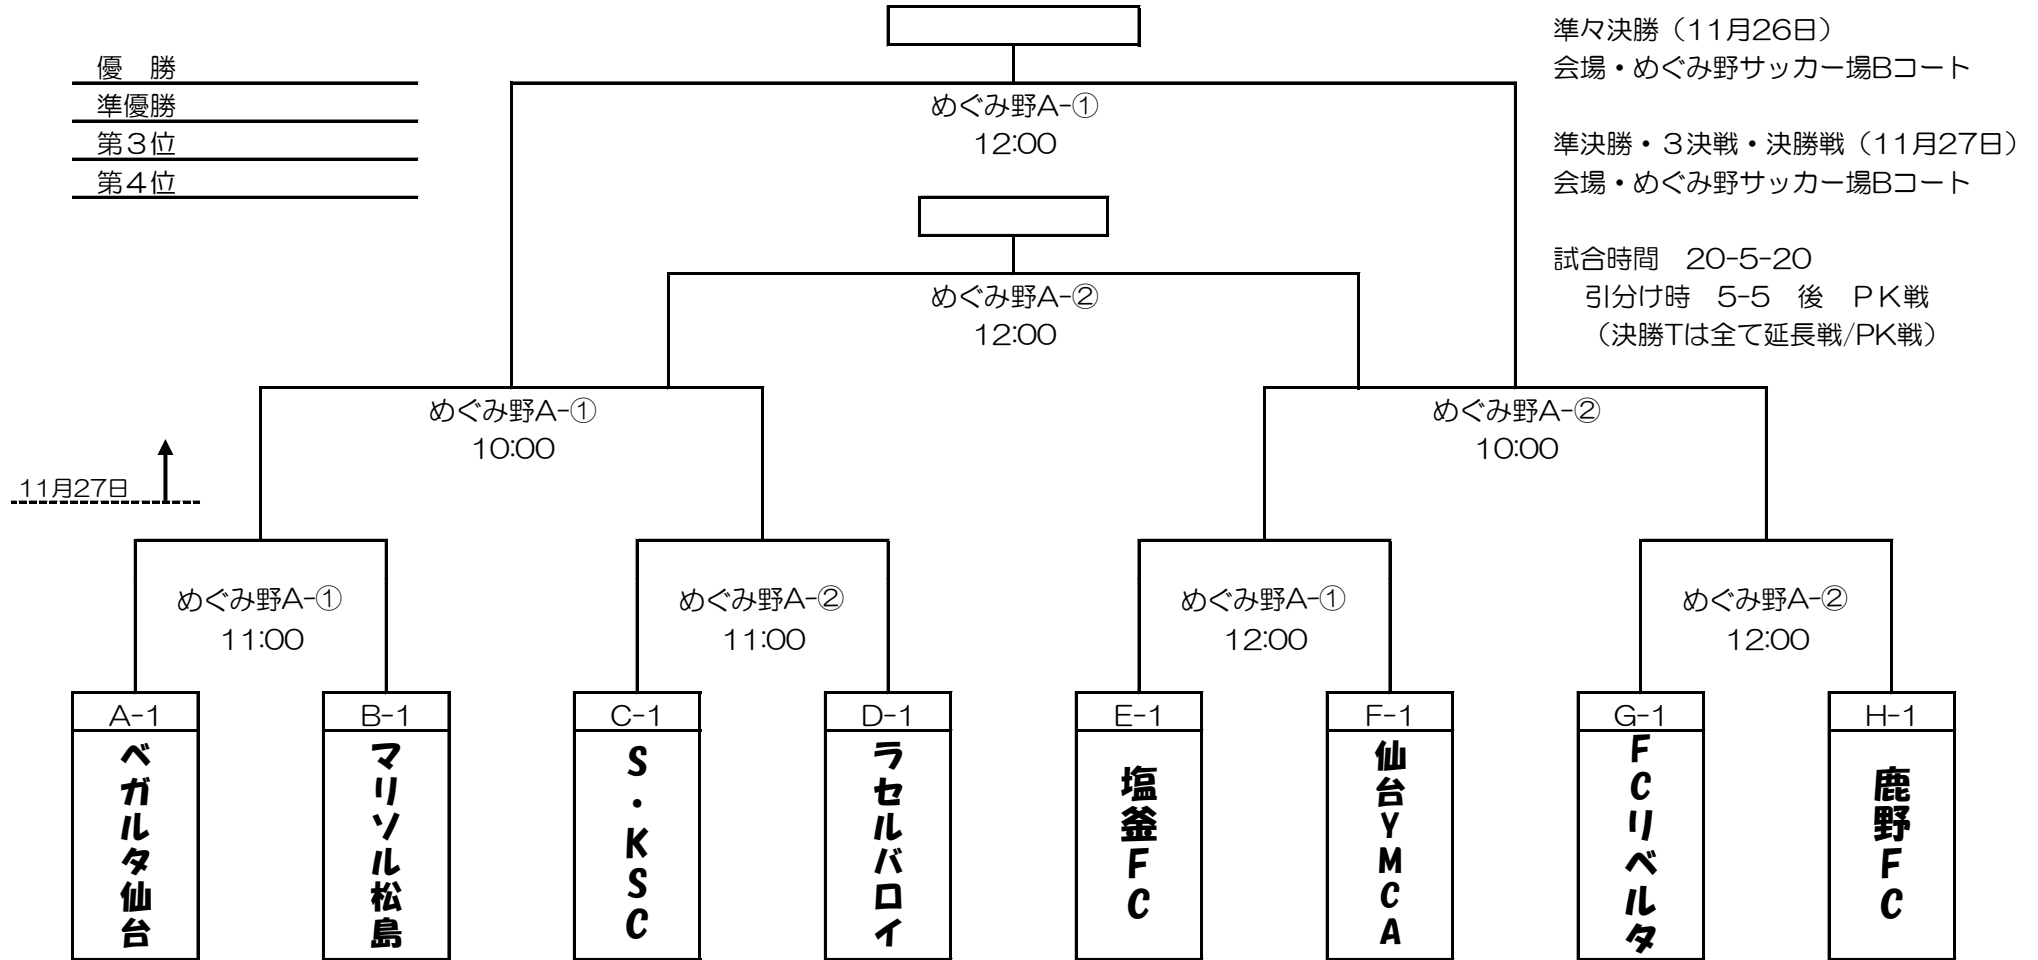 優　勝
準優勝
第３位
第４位
準々決勝（11月26日）
会場・めぐみ野サッカー場Bコート
準決勝・３決戦・決勝戦（11月27日）
会場・めぐみ野サッカー場Bコート
試合時間　20-5-20
引分け時　5-5　後　ＰＫ戦
（決勝Tは全て延長戦/PK戦）
めぐみ野A-①
12:00
めぐみ野A-②
12:00
めぐみ野A-①
10:00
めぐみ野A-②
10:00
11月27日
めぐみ野A-①
11:00
めぐみ野A-②
11:00
めぐみ野A-①
12:00
めぐみ野A-②
12:00
A-1
ベガルタ仙台
B-1
マリソル松島
C-1
S・KSC
D-1
ラセルバロイ
E-1
塩釜FC
F-1
仙台YMCA
G-1
FCリベルタ
H-1
鹿野FC